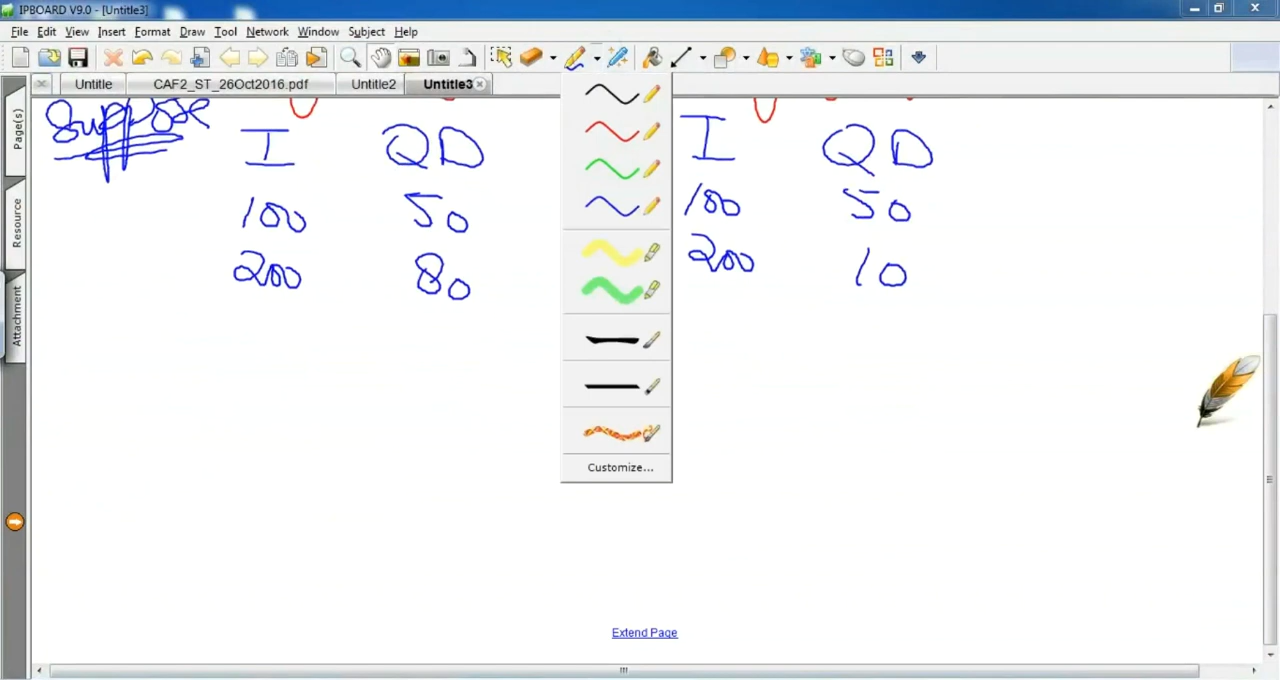 IPBOARD V9.0 - [Untitle3]
File Edit View Insert Format Draw Tool Network Window Subject Help
Untitle CAF2_ST_26Oct2016.pdf Untitle2 Untitle3
Page(s)
Resource
Attachment
Suppose
I QD
100 50
200 80
I QD
100 50
200 10
Customize...
Extend Page